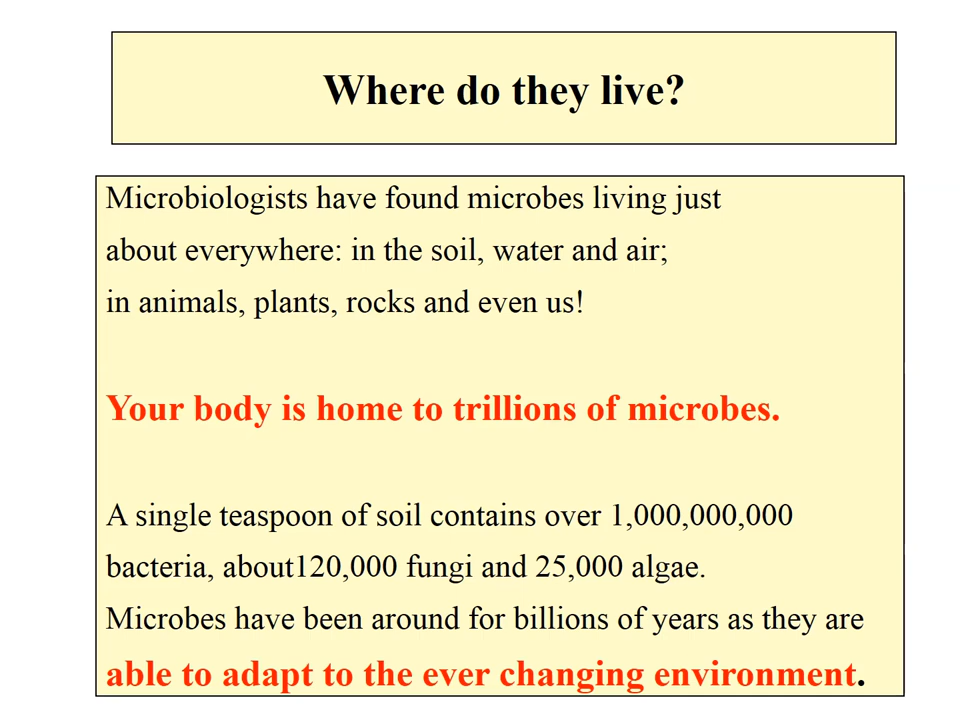 Where do they live?
Microbiologists have found microbes living just
about everywhere: in the soil, water and air;
in animals, plants, rocks and even us!
Your body is home to trillions of microbes.
A single teaspoon of soil contains over 1,000,000,000
bacteria, about120,000 fungi and 25,000 algae.
Microbes have been around for billions of years as they are
able to adapt to the ever changing environment.